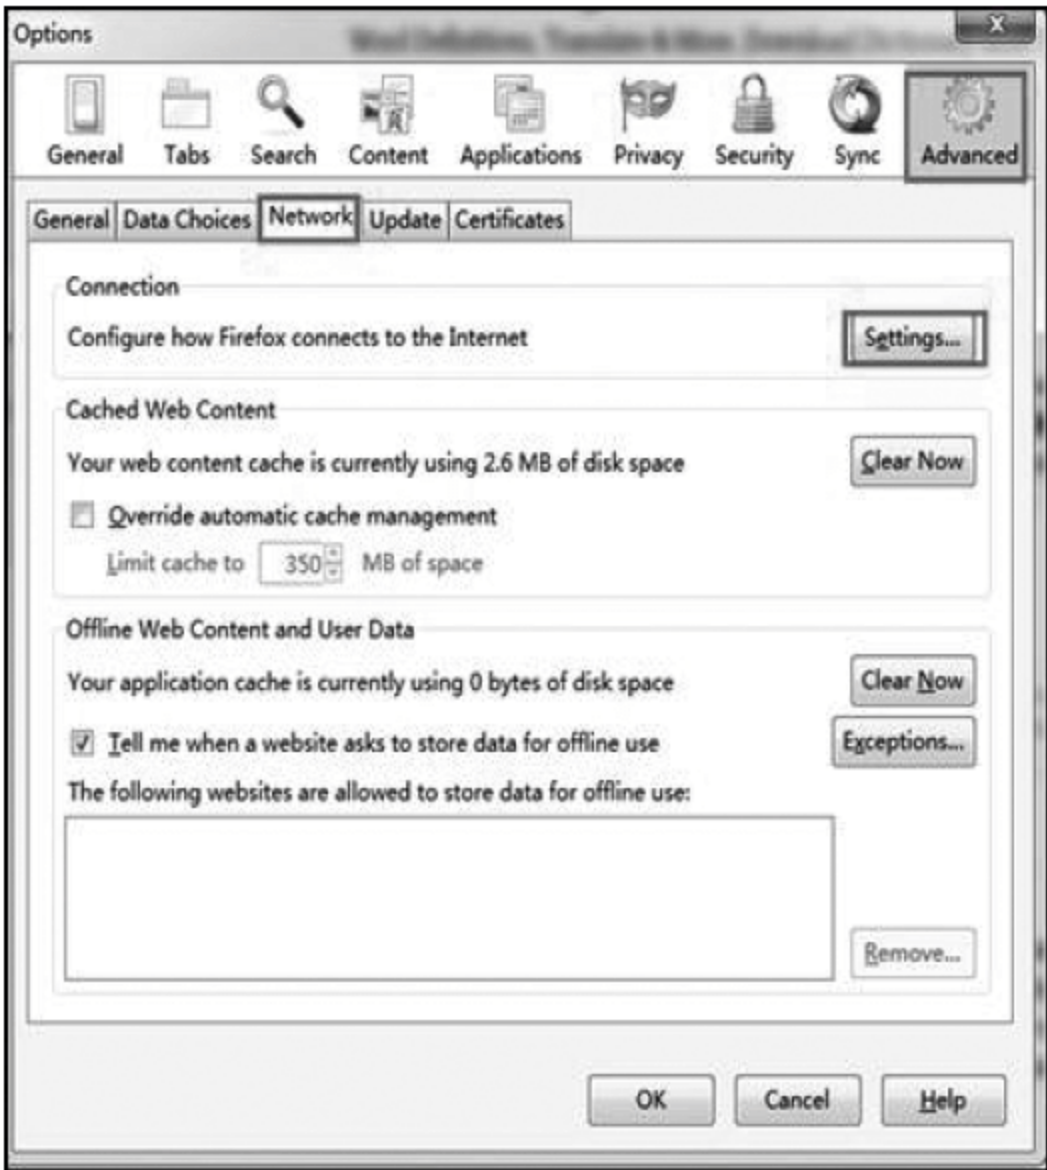 Options
Word Definitions, Translate & More. Download
X
General Tabs Search Content Applications Privacy Security Sync Advanced
General Data Choices Network Update Certificates
Connection
Configure how Firefox connects to the Internet Settings...
Cached Web Content
Your web content cache is currently using 2.6 MB of disk space Clear Now
Override automatic cache management
Limit cache to 350 MB of space
Offline Web Content and User Data
Your application cache is currently using 0 bytes of disk space Clear Now
Tell me when a website asks to store data for offline use Exceptions...
The following websites are allowed to store data for offline use:
Remove...
OK Cancel Help